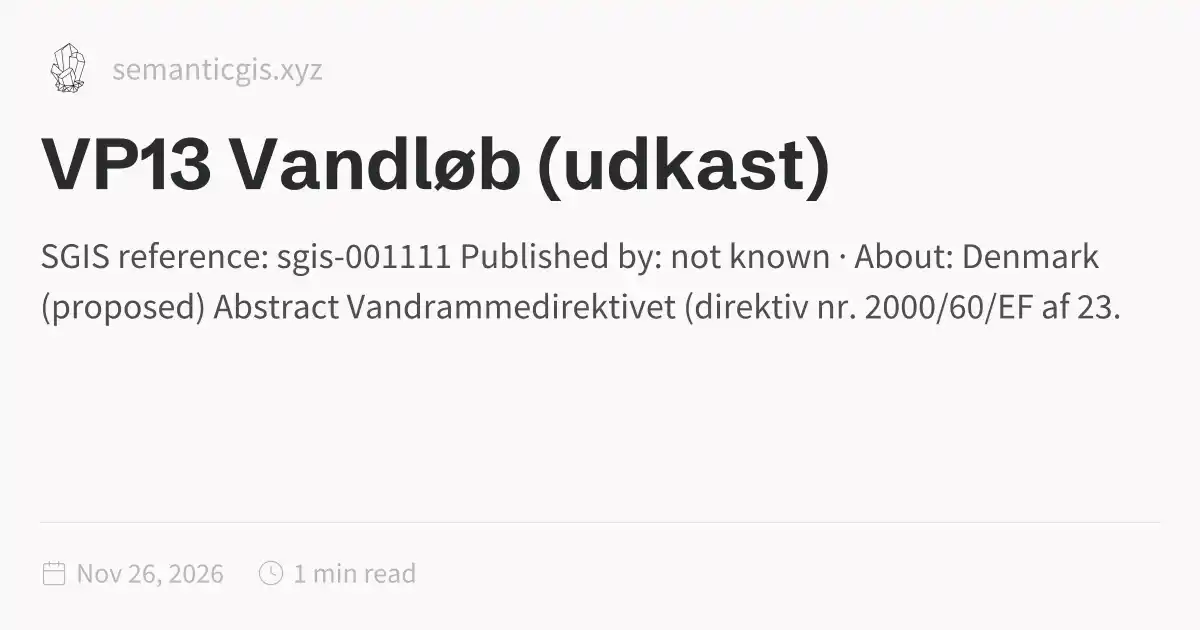 semanticgis.xyz
VP13 Vandløb (udkast)
SGIS reference: sgis-001111 Published by: not known · About: Denmark
(proposed) Abstract Vandrammedirektivet (direktiv nr. 2000/60/EF af 23.
Nov 26, 2026 1 min read